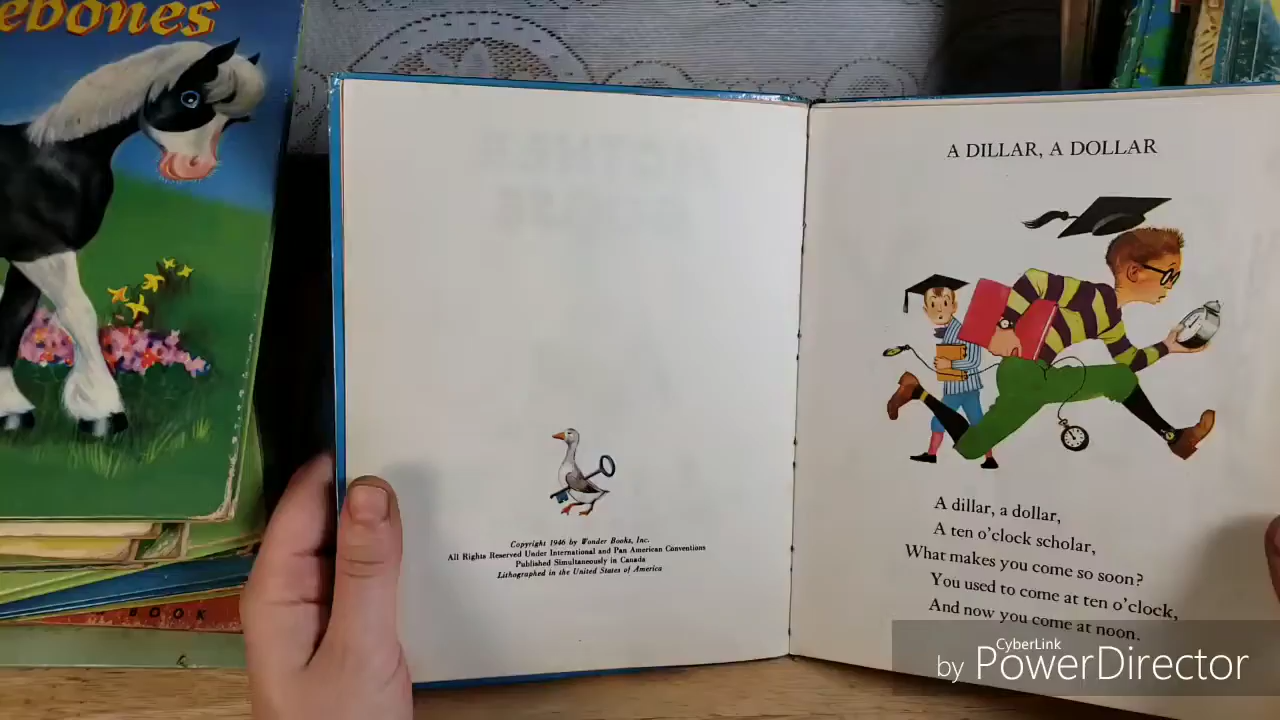 ebones
BOOK
Copyright 1946 by Wonder Books, Inc.
All Rights Reserved Under International and Pan American Conventions
Published Simultaneously in Canada
Lithographed in the United States of America
A DILLAR, A DOLLAR
A dillar, a dollar,
A ten o'clock scholar,
What makes you come so soon?
You used to come at ten o'clock,
And now you come at noon.
CyberLink
by PowerDirector